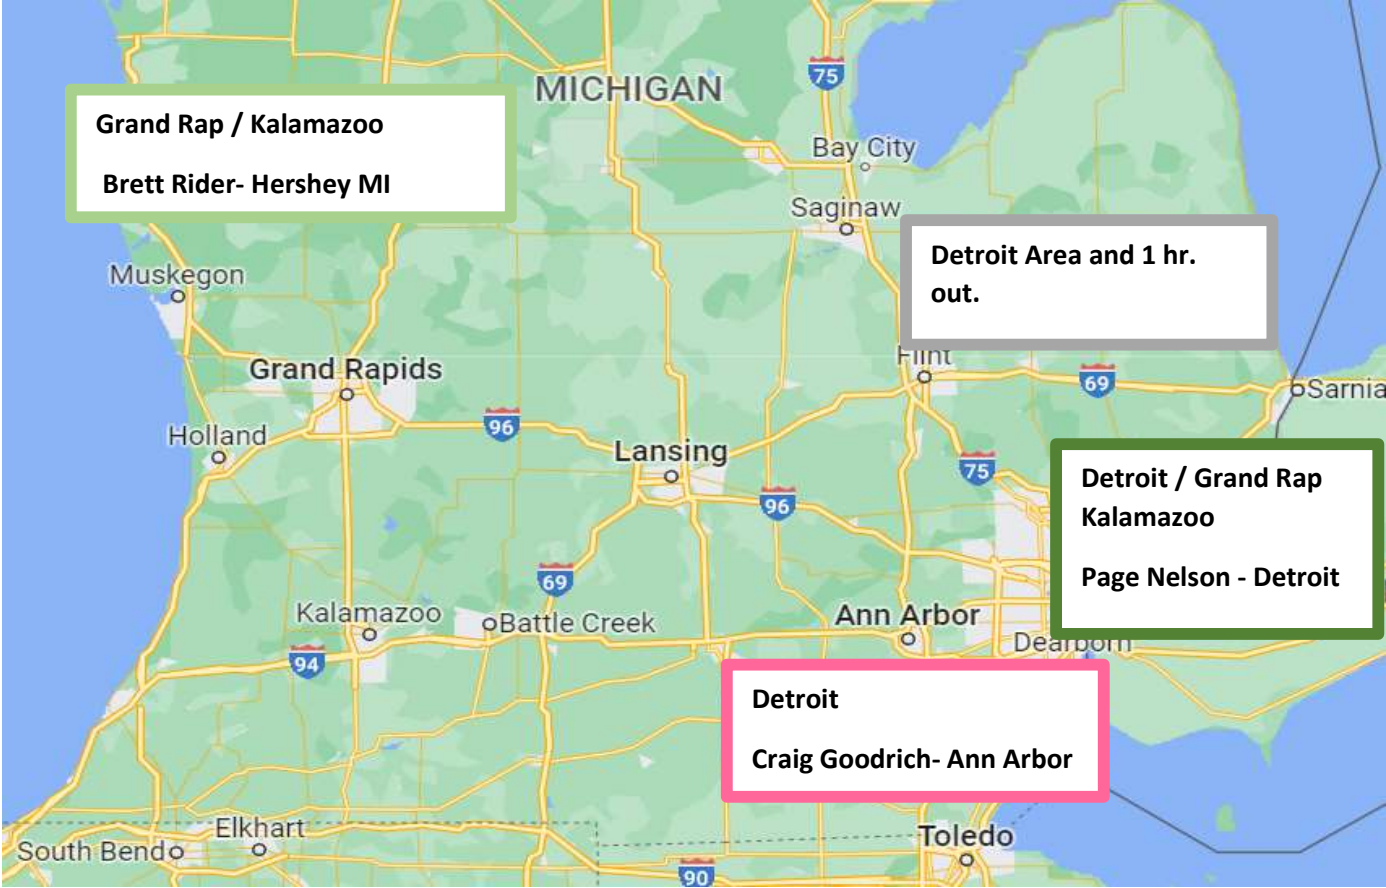 MICHIGAN
75
Grand Rap / Kalamazoo
Brett Rider- Hershey MI
Bay City
Saginaw
Detroit Area and 1 hr.
out.
Muskegon
Flint
Grand Rapids
69
Sarnia
96
Holland
Lansing
75
96
Detroit / Grand Rap
Kalamazoo
Page Nelson - Detroit
69
Kalamazoo
Battle Creek
Ann Arbor
Dearborn
94
Detroit
Craig Goodrich- Ann Arbor
Elkhart
South Bend
Toledo
90